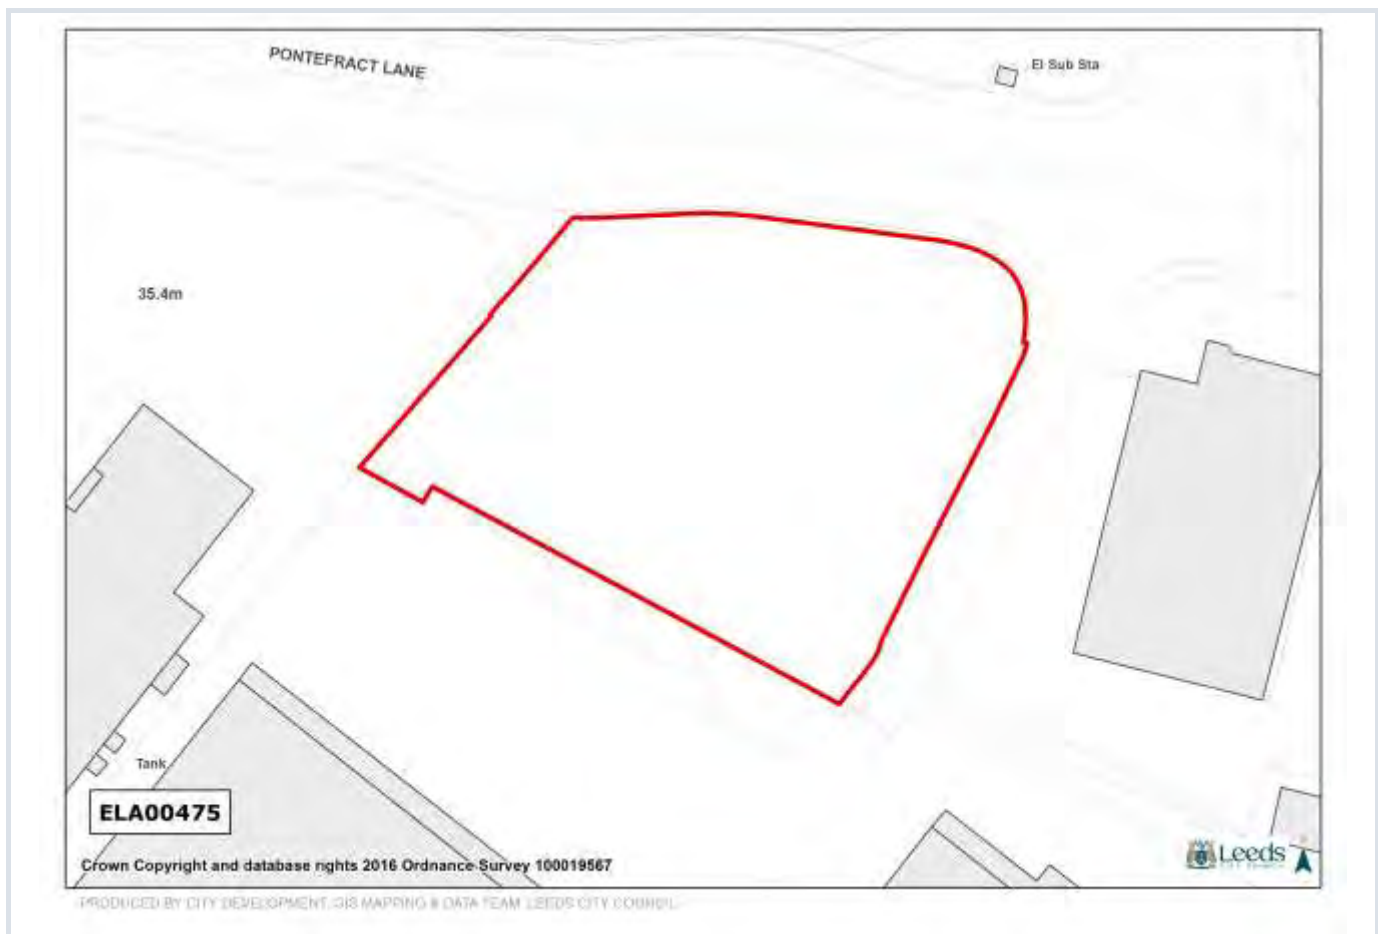 PONTEFRACT LANE
El Sub Sta
35.4m
Tank
ELA00475
Crown Copyright and database rights 2016 Ordnance Survey 100019567
Leeds
PRODUCED BY CITY DEVELOPMENT, GIS MAPPING & DATA TEAM, LEEDS CITY COUNCIL